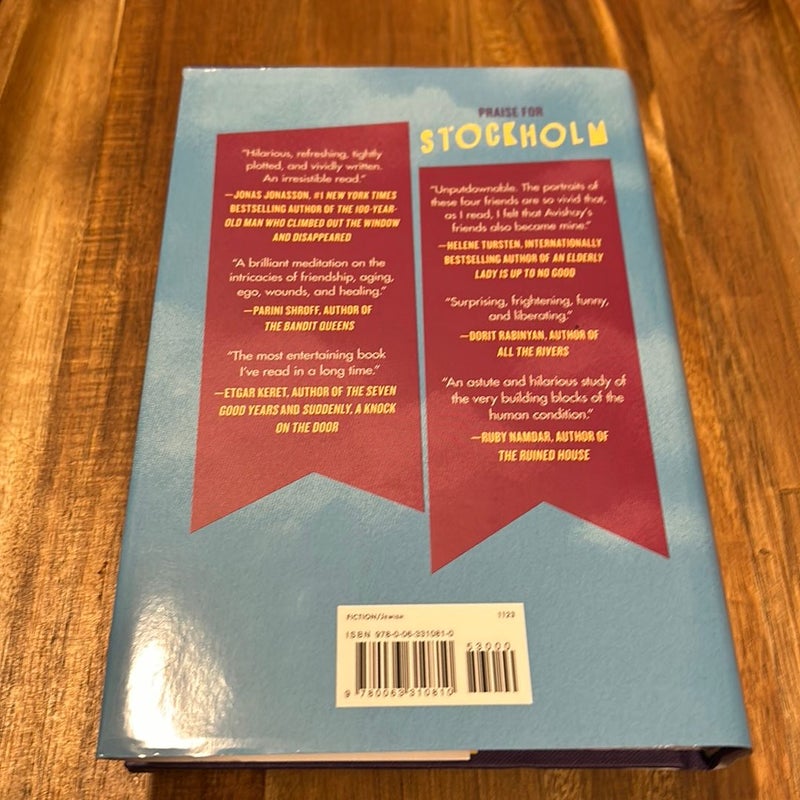 PRAISE FOR
STOCKHOLM
"Hilarious, refreshing, tightly
plotted, and vividly written.
An irresistible read."
—JONAS JONASSON, #1 NEW YORK TIMES
BESTSELLING AUTHOR OF THE 100-YEAR-
OLD MAN WHO CLIMBED OUT THE WINDOW
AND DISAPPEARED
"A brilliant meditation on the
intricacies of friendship, aging,
ego, wounds, and healing."
—PARINI SHROFF, AUTHOR OF
THE BANDIT QUEENS
"The most entertaining book
I've read in a long time."
—ETGAR KERET, AUTHOR OF THE SEVEN
GOOD YEARS AND SUDDENLY, A KNOCK
ON THE DOOR
"Unputdownable. The portraits of
these four friends are so vivid that,
as I read, I felt that Avishay's
friends also became mine."
—HELENE TURSTEN, INTERNATIONALLY
BESTSELLING AUTHOR OF AN ELDERLY
LADY IS UP TO NO GOOD
"Surprising, frightening, funny,
and liberating."
—DORIT RABINYAN, AUTHOR OF
ALL THE RIVERS
"An astute and hilarious study of
the very building blocks of the
human condition."
—RUBY NAMDAR, AUTHOR OF
THE RUINED HOUSE
FICTION/Jewish 1123
ISBN 978-0-06-331081-0
53000
9 780063 310810